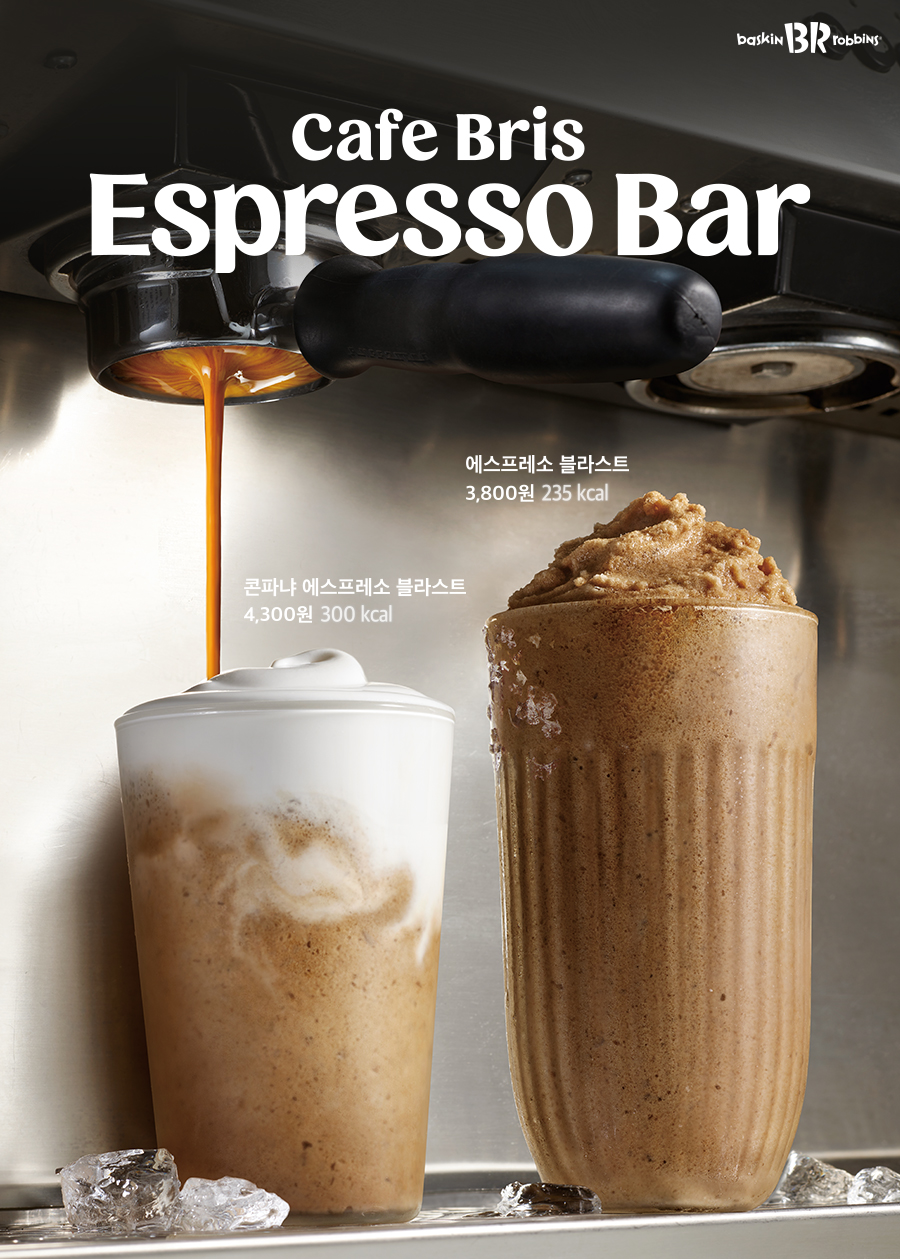 baskin BR robbins
Cafe Bris
Espresso Bar
에스프레소 블라스트
3,800원 235 kcal
콘파냐 에스프레소 블라스트
4,300원 300 kcal